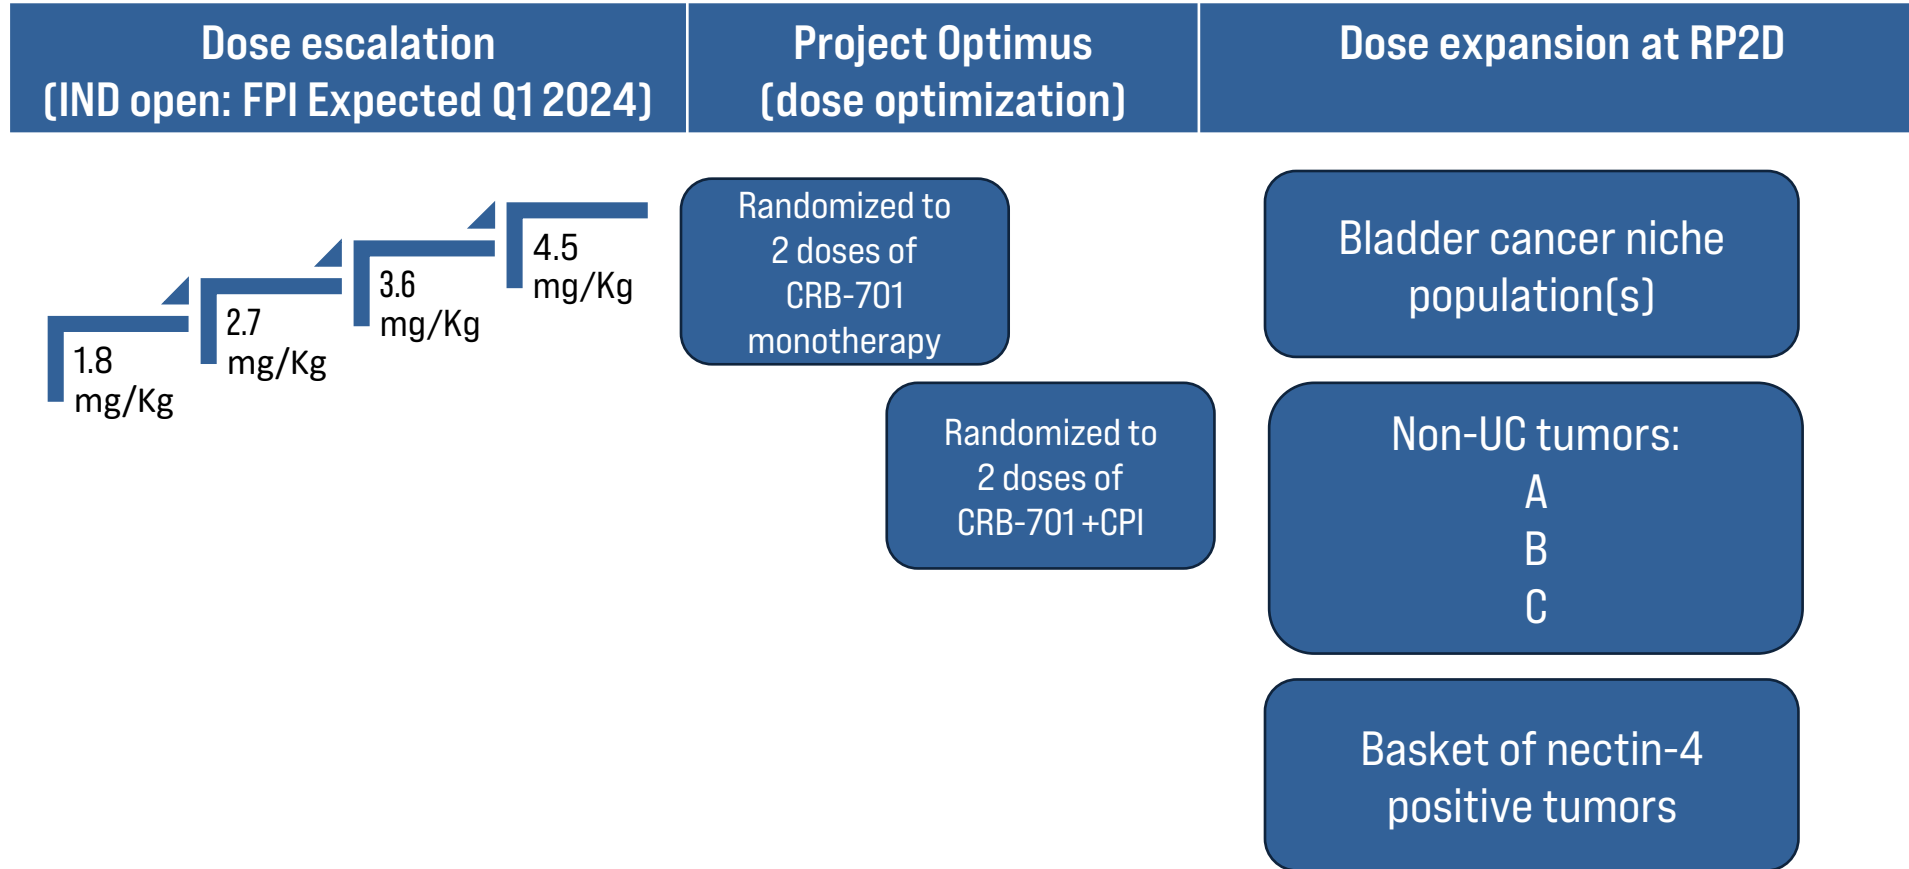 Dose escalation
(IND open: FPI Expected Q1 2024)
Project Optimus
(dose optimization)
Dose expansion at RP2D
1.8
mg/Kg
2.7
mg/Kg
3.6
mg/Kg
4.5
mg/Kg
Randomized to
2 doses of
CRB-701
monotherapy
Randomized to
2 doses of
CRB-701 +CPI
Bladder cancer niche
population(s)
Non-UC tumors:
A
B
C
Basket of nectin-4
positive tumors